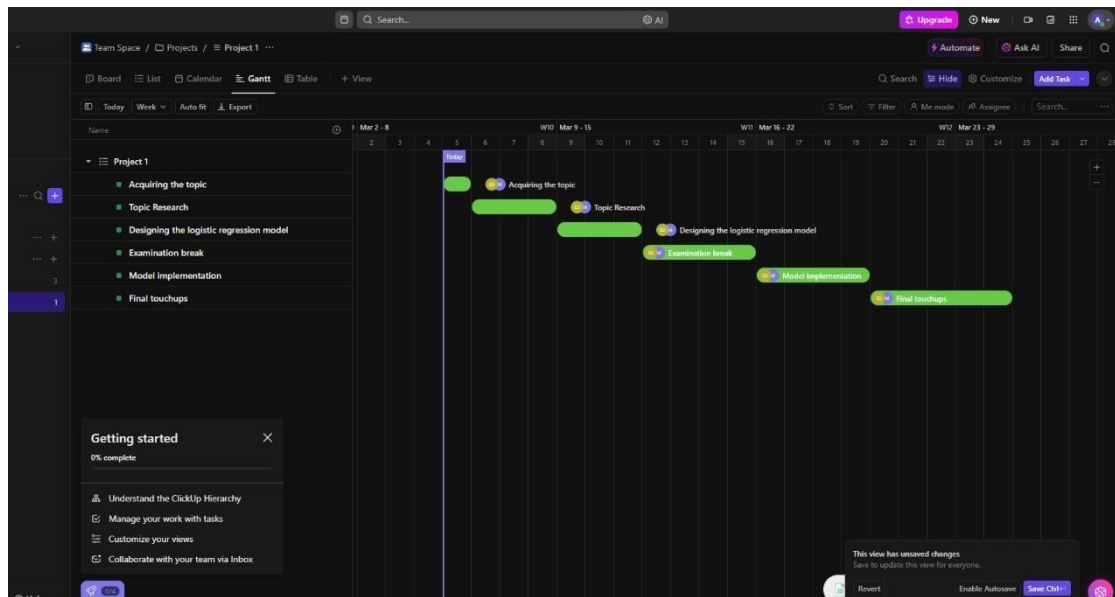 Search...
AI
Upgrade
New
A
Team Space / Projects / Project 1 ...
Automate
Ask AI
Share
Board
List
Calendar
Gantt
Table
+ View
Search
Hide
Customize
Add Task
Today
Week
Auto fit
Export
Sort
Filter
Me mode
Assignee
Search...
Name
Mar 2 - 8
W10 Mar 9 - 15
W11 Mar 16 - 22
W12 Mar 23 - 29
2 3 4 5 6 7 8 9 10 11 12 13 14 15 16 17 18 19 20 21 22 23 24 25 26 27 28
Today
Project 1
Acquiring the topic
Acquiring the topic
Topic Research
Topic Research
Designing the logistic regression model
Designing the logistic regression model
Examination break
Examination break
Model implementation
Model implementation
Final touchups
Final touchups
3
1
Getting started
0% complete
Understand the ClickUp Hierarchy
Manage your work with tasks
Customize your views
Collaborate with your team via Inbox
0/4
This view has unsaved changes
Save to update this view for everyone.
Revert
Enable Autosave
Save Ctrl+